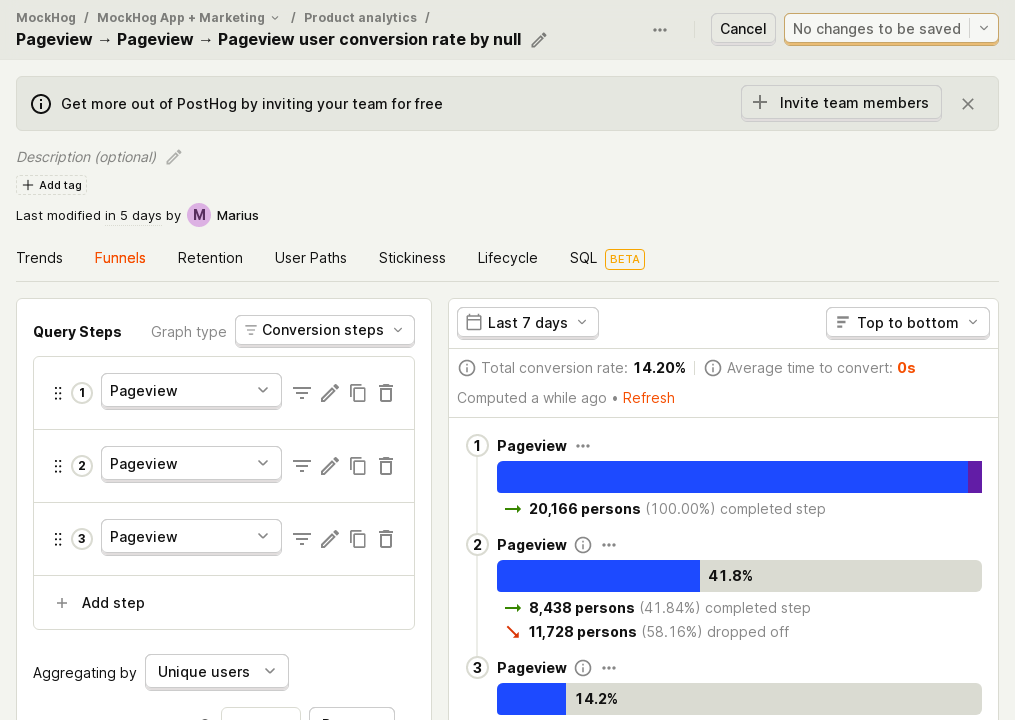 MockHog / MockHog App + Marketing / Product analytics /
Pageview → Pageview → Pageview user conversion rate by null
Cancel
No changes to be saved
Get more out of PostHog by inviting your team for free
Invite team members
Description (optional)
Add tag
Last modified in 5 days by M Marius
Trends Funnels Retention User Paths Stickiness Lifecycle SQL BETA
Query Steps Graph type Conversion steps
1 Pageview
2 Pageview
3 Pageview
Add step
Aggregating by Unique users
Last 7 days Top to bottom
Total conversion rate: 14.20% Average time to convert: 0s
Computed a while ago • Refresh
1 Pageview
20,166 persons (100.00%) completed step
2 Pageview
41.8%
8,438 persons (41.84%) completed step
11,728 persons (58.16%) dropped off
3 Pageview
14.2%